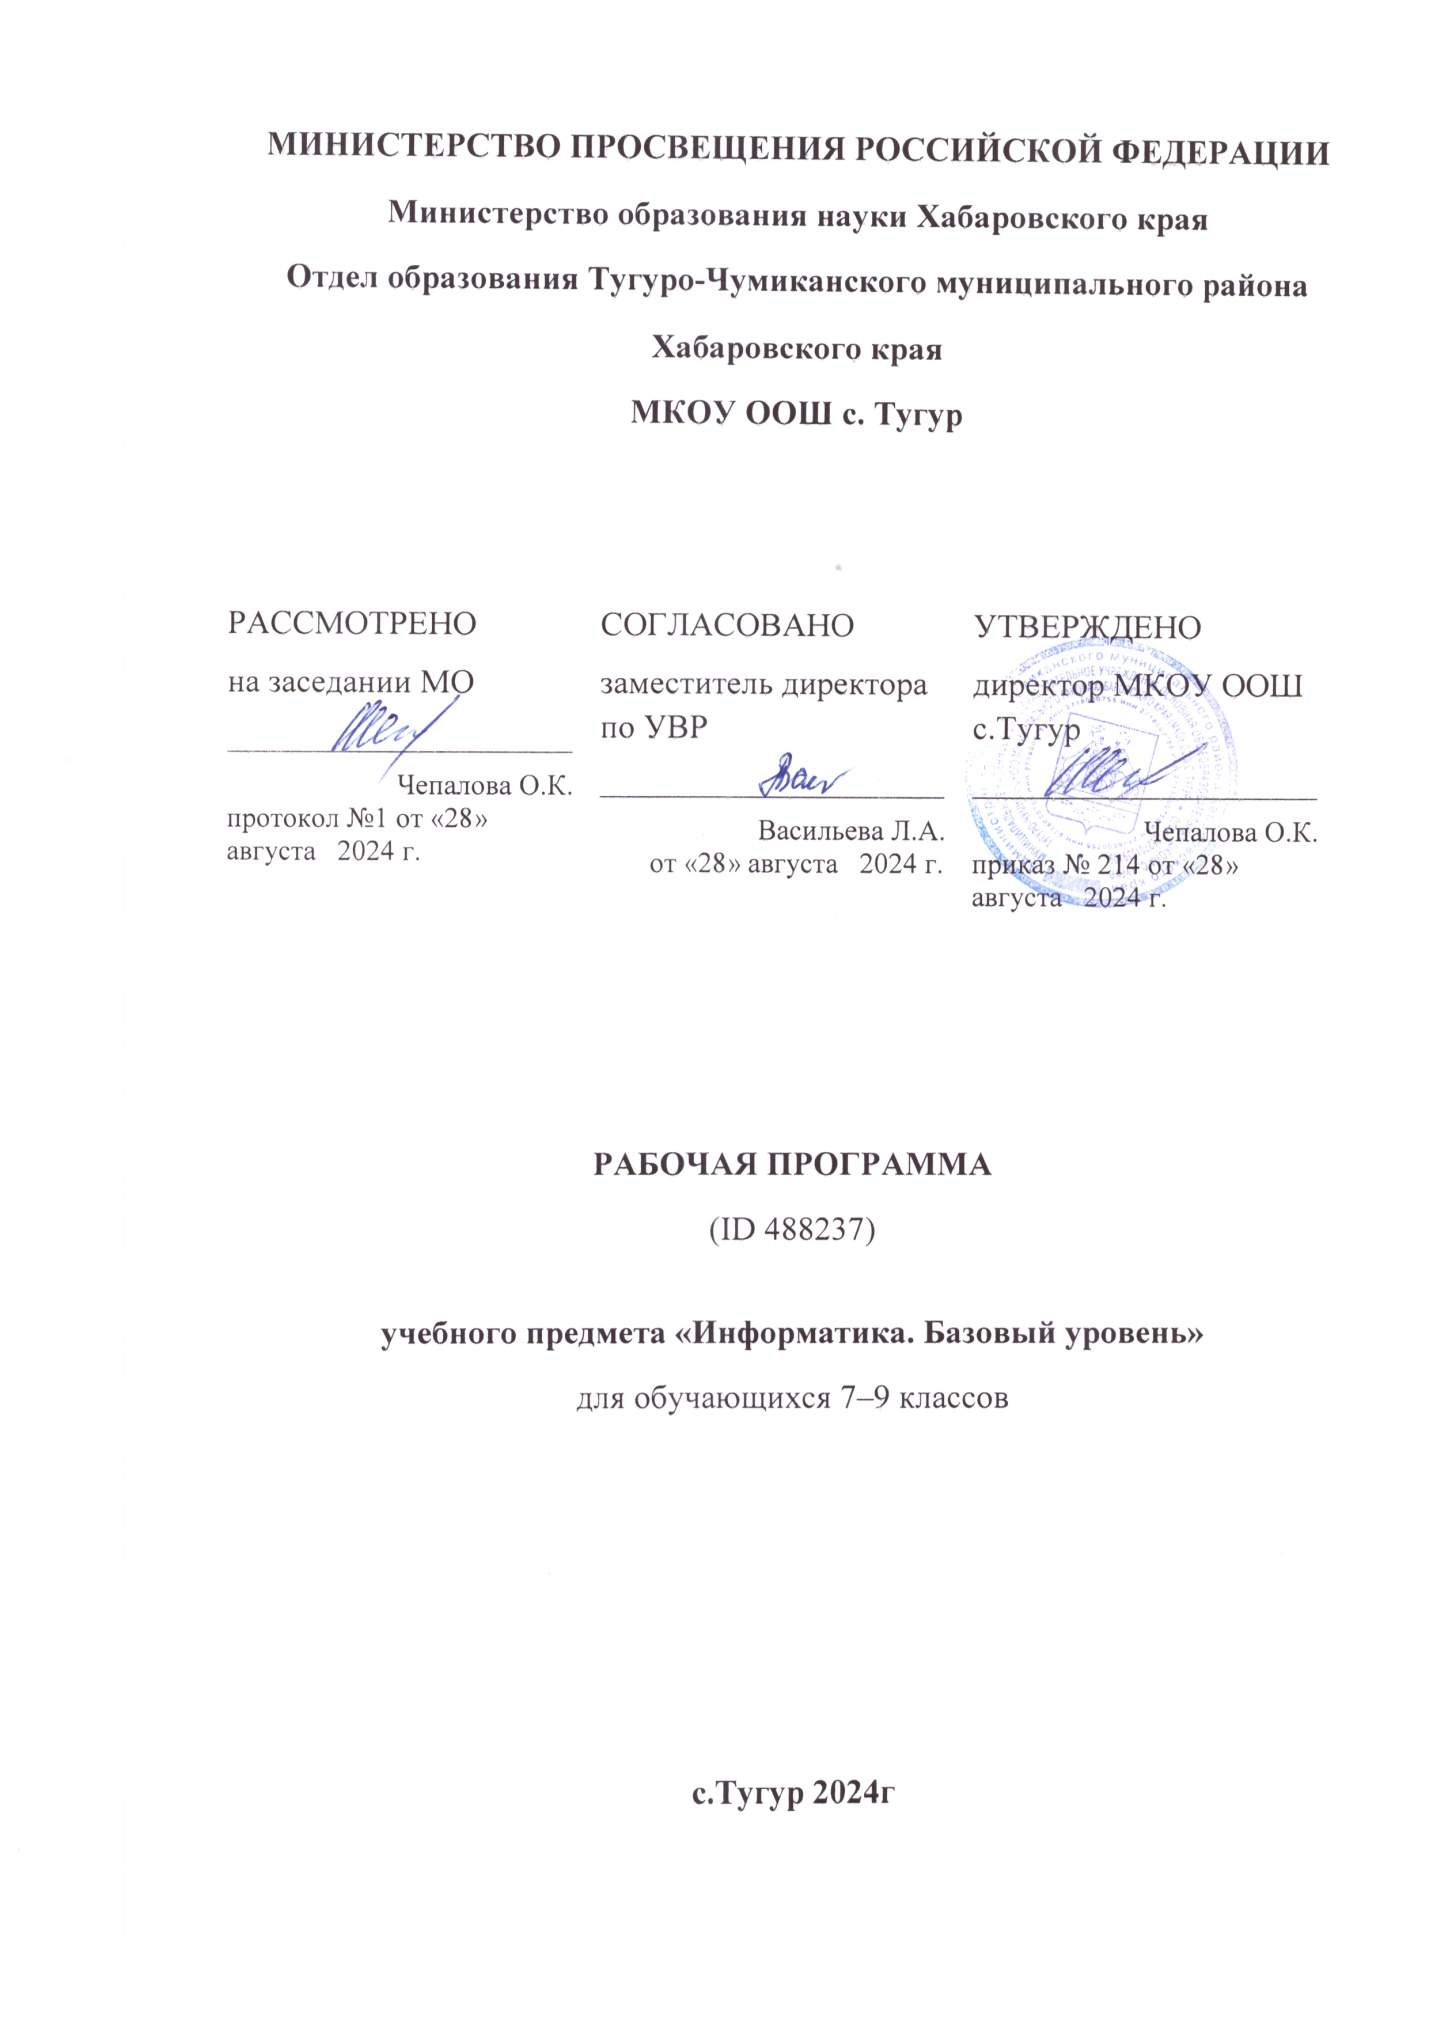 МИНИСТЕРСТВО ПРОСВЕЩЕНИЯ РОССИЙСКОЙ ФЕДЕРАЦИИ
Министерство образования науки Хабаровского края
Отдел образования Тугуро-Чумиканского муниципального района
Хабаровского края
МКОУ ООШ с. Тугур
РАССМОТРЕНО
на заседании МО
Чепалова О.К.
протокол №1 от «28»
августа 2024 г.
СОГЛАСОВАНО
заместитель директора
по УВР
Васильева Л.А.
от «28» августа 2024 г.
УТВЕРЖДЕНО
директор МКОУ ООШ
с.Тугур
Чепалова О.К.
приказ № 214 от «28»
августа 2024 г.
РАБОЧАЯ ПРОГРАММА
(ID 488237)
учебного предмета «Информатика. Базовый уровень»
для обучающихся 7–9 классов
с.Тугур 2024г